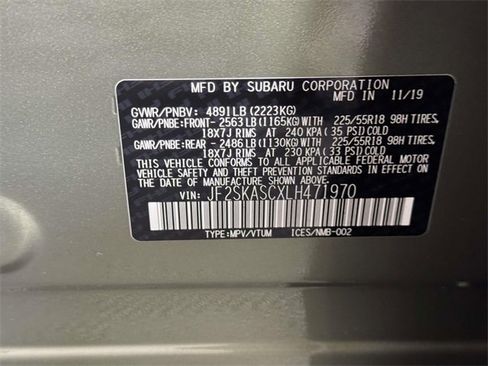 MFD BY SUBARU CORPORATION
MFD IN 11/19
GVWR/PNBV: 4891LB(2223KG)
GAWR/PNBE:FRONT- 2563LB(1165KG)WITH 225/55R18 98H TIRES,
18X7J RIMS AT 240 KPA(35 PSI)COLD
GAWR/PNBE:REAR - 2486LB(1130KG)WITH 225/55R18 98H TIRES,
18X7J RIMS AT 230 KPA(33 PSI)COLD
THIS VEHICLE CONFORMS TO ALL APPLICABLE FEDERAL MOTOR
VEHICLE SAFETY AND THEFT PREVENTION STANDARDS IN EFFECT
ON THE DATE OF MANUFACTURE SHOWN ABOVE.
VIN: JF2SKASCXLH471970
TYPE:MPV/VTUM ICES/NMB-002